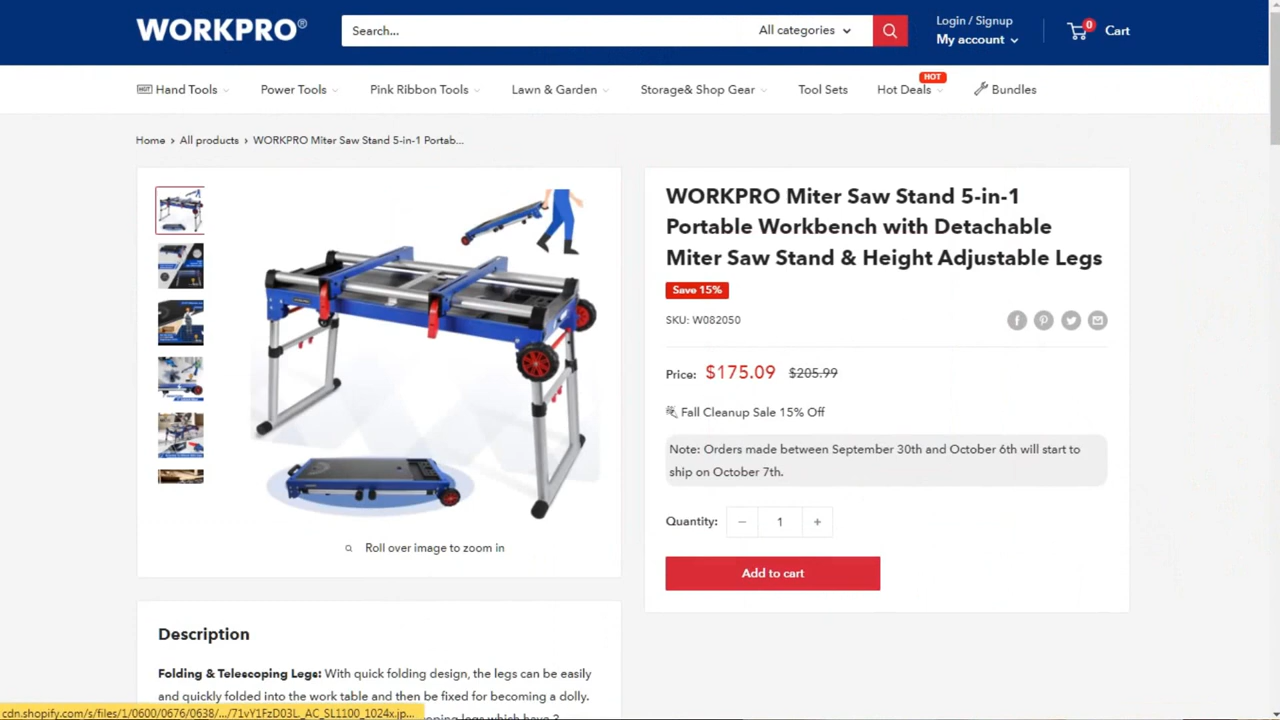 WORKPRO®
Search...
All categories
Login / Signup
My account
0
Cart
HOT Hand Tools
Power Tools
Pink Ribbon Tools
Lawn & Garden
Storage& Shop Gear
Tool Sets
HOT
Hot Deals
Bundles
Home › All products › WORKPRO Miter Saw Stand 5-in-1 Portab...
WORKPRO Miter Saw Stand 5-in-1
Portable Workbench with Detachable
Miter Saw Stand & Height Adjustable Legs
Save 15%
SKU: W082050
Price: $175.09 $205.99
Fall Cleanup Sale 15% Off
Note: Orders made between September 30th and October 6th will start to
ship on October 7th.
Quantity: − 1 +
Add to cart
Roll over image to zoom in
Description
Folding & Telescoping Legs: With quick folding design, the legs can be easily
and quickly folded into the work table and then be fixed for becoming a dolly.
cdn.shopify.com/s/files/1/0600/0676/0638/.../71vY1FzD03L._AC_SL1100_1024x.jp...